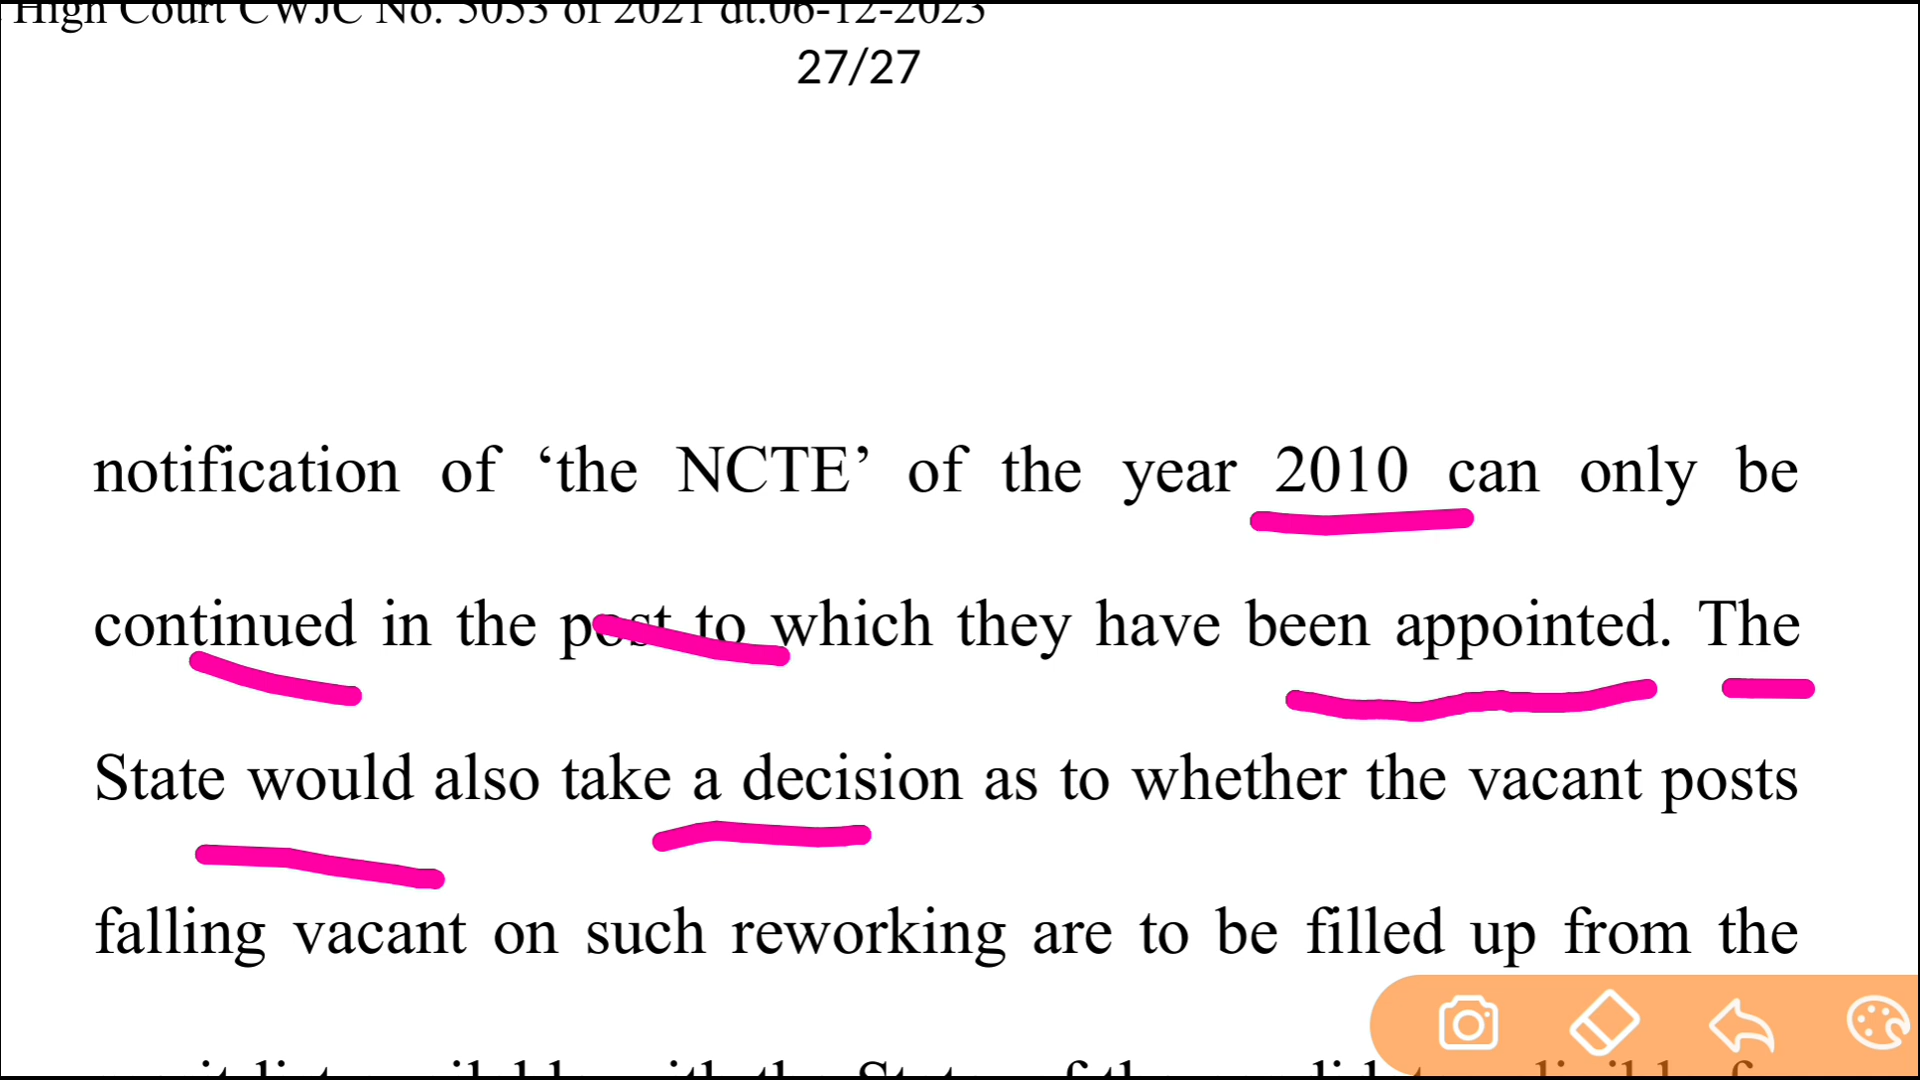 High Court CWJC No. 5053 of 2021 dt.06-12-2023
27/27
notification of ‘the NCTE’ of the year 2010 can only be
continued in the post to which they have been appointed. The
State would also take a decision as to whether the vacant posts
falling vacant on such reworking are to be filled up from the